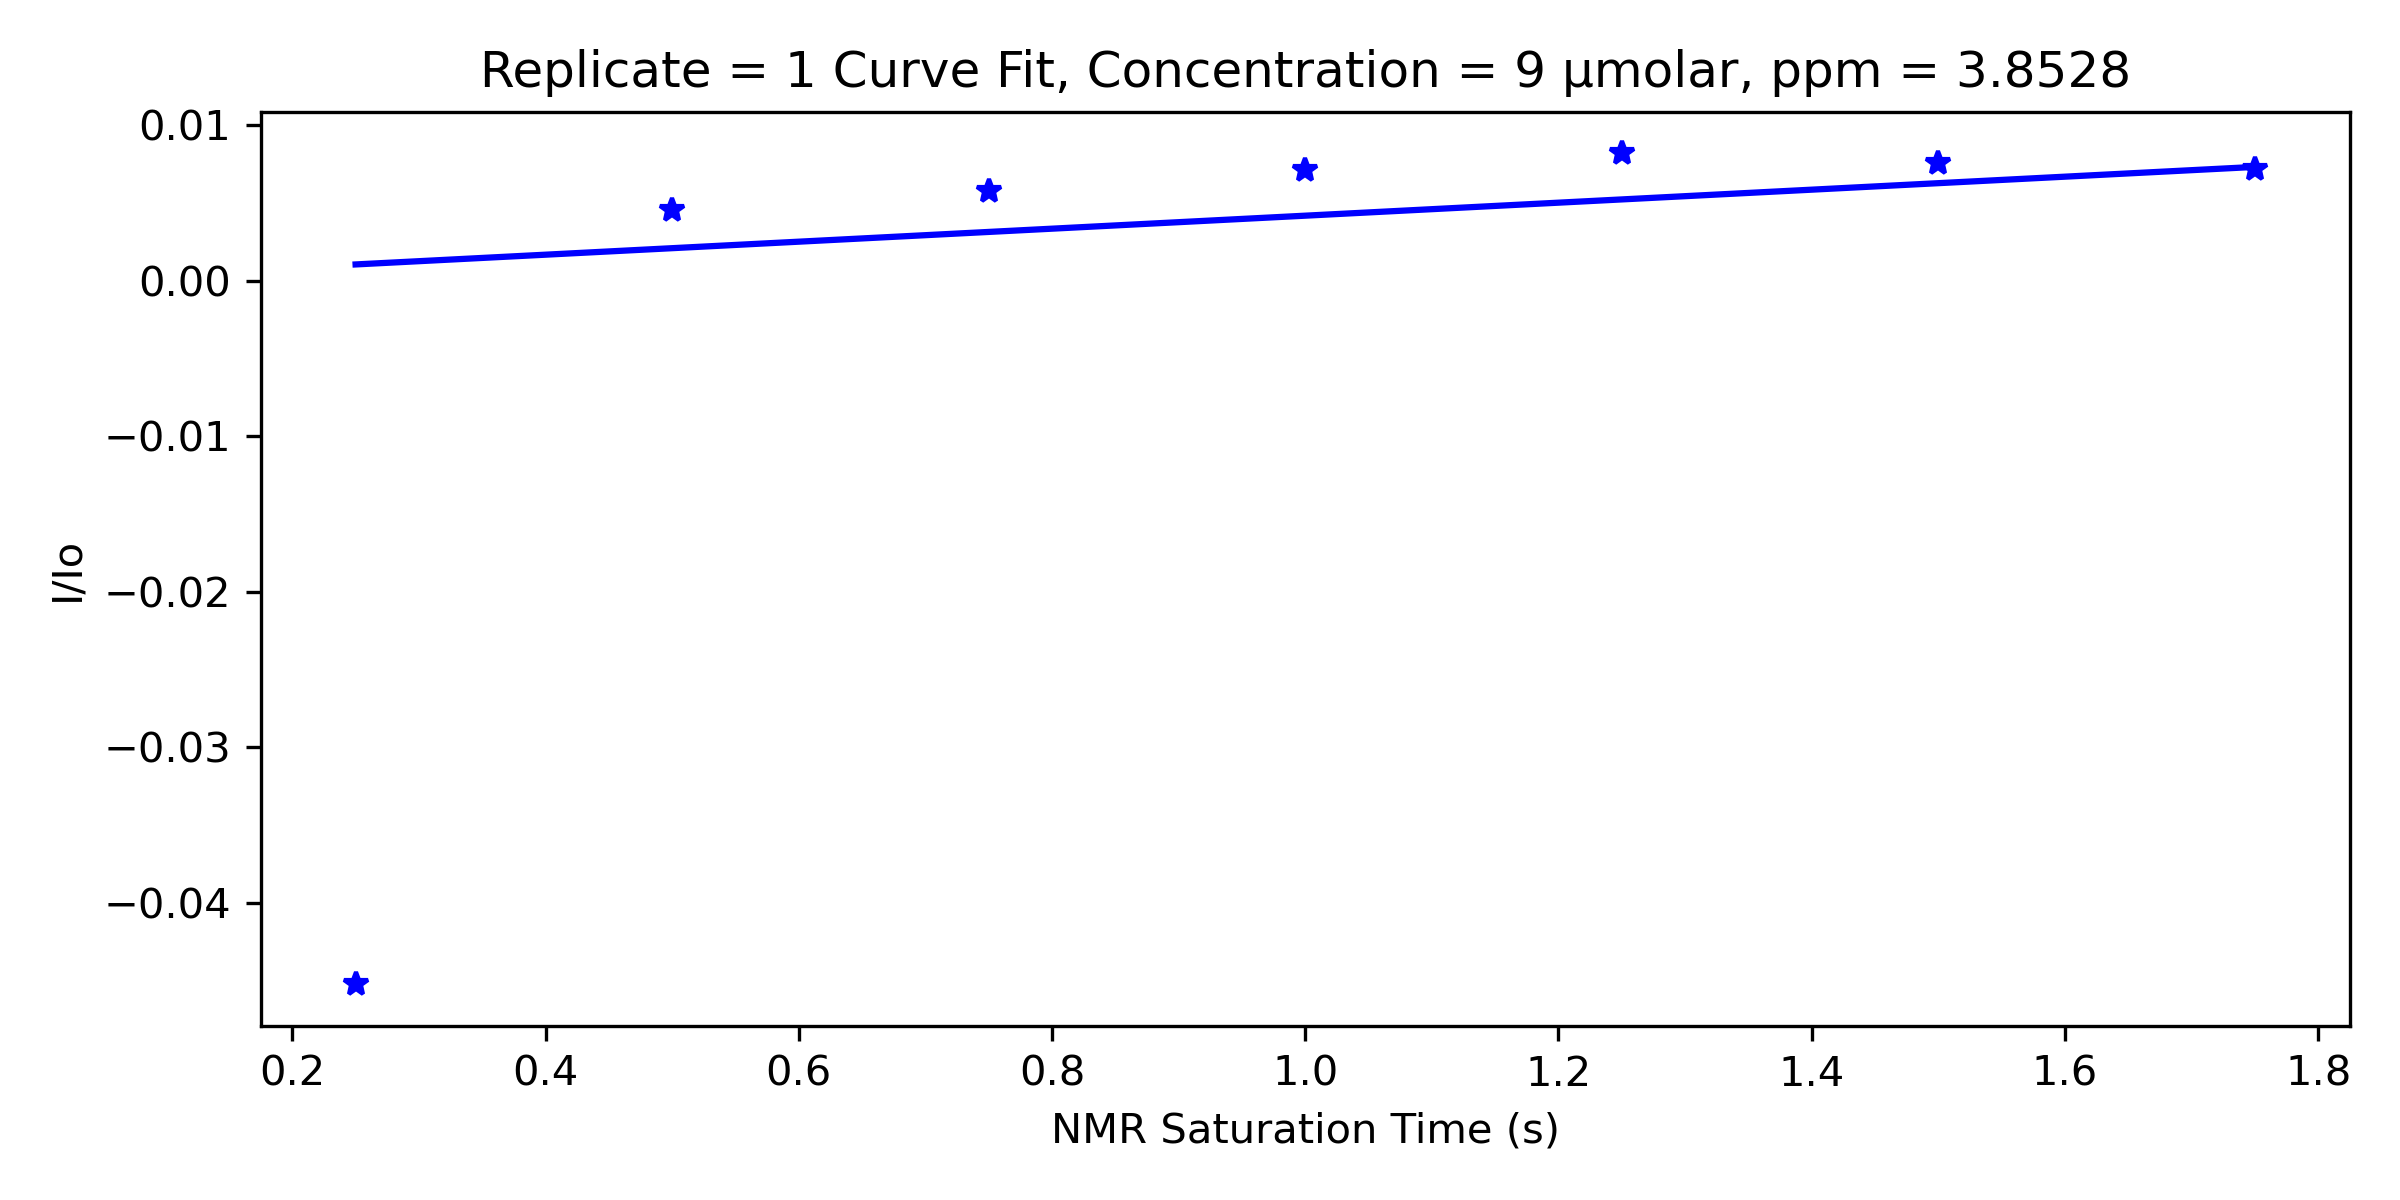 Replicate = 1 Curve Fit, Concentration = 9 µmolar, ppm = 3.8528
0.01
0.00
−0.01
−0.02
−0.03
−0.04
I/Io
0.2 0.4 0.6 0.8 1.0 1.2 1.4 1.6 1.8
NMR Saturation Time (s)